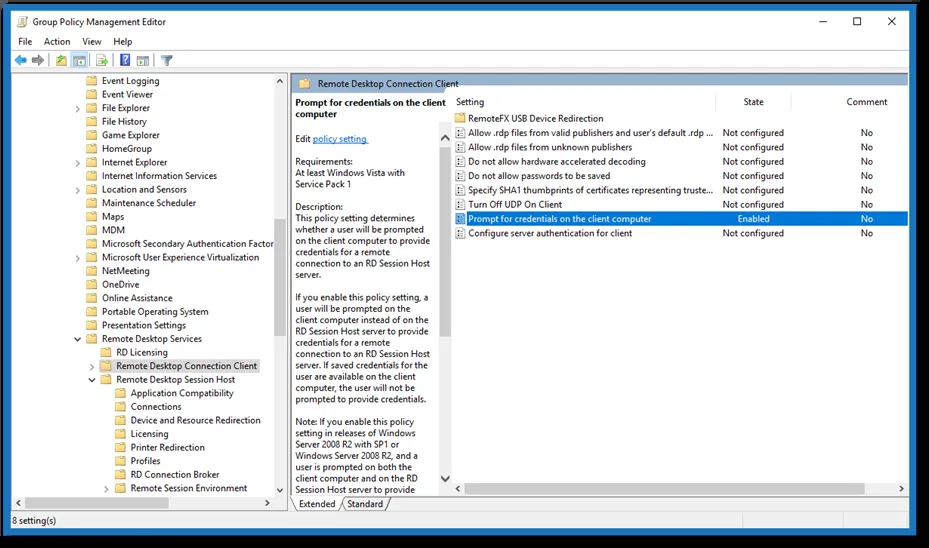 Group Policy Management Editor
File Action View Help
Event Logging
Event Viewer
File Explorer
File History
Game Explorer
HomeGroup
Internet Explorer
Internet Information Services
Location and Sensors
Maintenance Scheduler
Maps
MDM
Microsoft Secondary Authentication Factor
Microsoft User Experience Virtualization
NetMeeting
OneDrive
Online Assistance
Portable Operating System
Presentation Settings
Remote Desktop Services
RD Licensing
Remote Desktop Connection Client
Remote Desktop Session Host
Application Compatibility
Connections
Device and Resource Redirection
Licensing
Printer Redirection
Profiles
RD Connection Broker
Remote Session Environment
Remote Desktop Connection Client
Prompt for credentials on the client
computer
Edit policy setting
Requirements:
At least Windows Vista with
Service Pack 1
Description:
This policy setting determines
whether a user will be prompted
on the client computer to provide
credentials for a remote
connection to an RD Session Host
server.
If you enable this policy setting, a
user will be prompted on the
client computer instead of on the
RD Session Host server to provide
credentials for a remote
connection to an RD Session Host
server. If saved credentials for the
user are available on the client
computer, the user will not be
prompted to provide credentials.
Note: If you enable this policy
setting in releases of Windows
Server 2008 R2 with SP1 or
Windows Server 2008 R2, and a
user is prompted on both the
client computer and on the RD
Session Host server to provide
Setting State Comment
RemoteFX USB Device Redirection
Allow .rdp files from valid publishers and user's default .rdp ... Not configured No
Allow .rdp files from unknown publishers Not configured No
Do not allow hardware accelerated decoding Not configured No
Do not allow passwords to be saved Not configured No
Specify SHA1 thumbprints of certificates representing truste... Not configured No
Turn Off UDP On Client Not configured No
Prompt for credentials on the client computer Enabled No
Configure server authentication for client Not configured No
Extended Standard
8 setting(s)